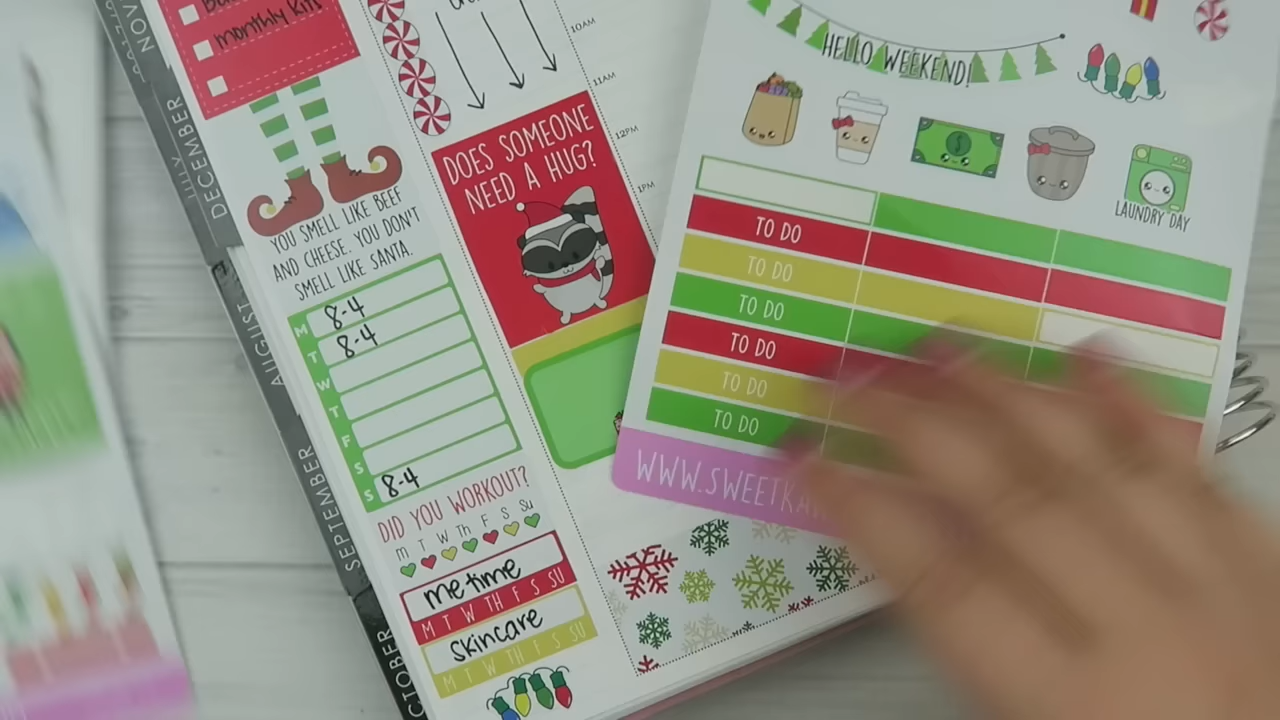 monthly kits
YOU SMELL LIKE BEEF
AND CHEESE. YOU DON'T
SMELL LIKE SANTA.
M 8-4
T 8-4
W
T
F
S
S 8-4
DID YOU WORKOUT?
M T W Th F S Su
me time
M T W TH F S SU
skincare
M T W TH F S SU
NOV
DECEMBER
JULY
AUGUST
SEPTEMBER
CTOBER
10AM
11AM
12PM
1PM
DOES SOMEONE
NEED A HUG?
HELLO WEEKEND!
LAUNDRY DAY
TO DO
TO DO
TO DO
TO DO
TO DO
TO DO
WWW.SWEETKA